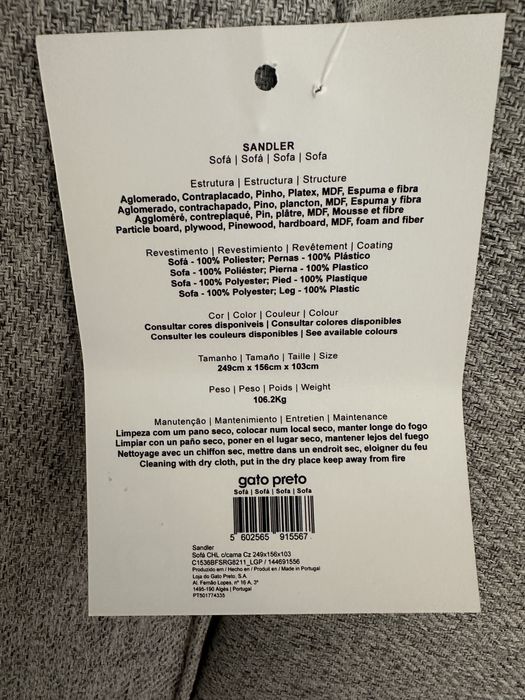 SANDLER
Sofá | Sofá | Sofa | Sofa
Estrutura | Estructura | Structure
Aglomerado, Contraplacado, Pinho, Platex, MDF, Espuma e fibra
Aglomerado, contrachapado, Pino, plancton, MDF, Espuma y fibra
Aggloméré, contreplaqué, Pin, plâtre, MDF, Mousse et fibre
Particle board, plywood, Pinewood, hardboard, MDF, foam and fiber
Revestimento | Revestimiento | Revêtement | Coating
Sofá - 100% Poliester; Pernas - 100% Plástico
Sofa - 100% Poliéster; Pierna - 100% Plastico
Sofa - 100% Polyester; Pied - 100% Plastique
Sofa - 100% Polyester; Leg - 100% Plastic
Cor | Color | Couleur | Colour
Consultar cores disponiveis | Consultar colores disponibles
Consulter les couleurs disponibles | See available colours
Tamanho | Tamaño | Taille | Size
249cm x 156cm x 103cm
Peso | Peso | Poids | Weight
106.2Kg
Manutenção | Mantenimiento | Entretien | Maintenance
Limpeza com um pano seco, colocar num local seco, manter longe do fogo
Limpiar con un paño seco, poner en el lugar seco, mantener lejos del fuego
Nettoyage avec un chiffon sec, mettre dans un endroit sec, eloigner du feu
Cleaning with dry cloth, put in the dry place keep away from fire
gato preto
Sofá | Sofá | Sofa | Sofa
5 602565 915567
Sandler
Sofá CHL c/cama Cz 249x156x103
C1536BFSRG8211_LGP / 144691556
Produzido em / Hecho en / Produit en / Made in Portugal
Loja do Gato Preto, S.A
Al. Fernão Lopes, nº 16 A, 3º
1495-190 Algés | Portugal
PT501774335